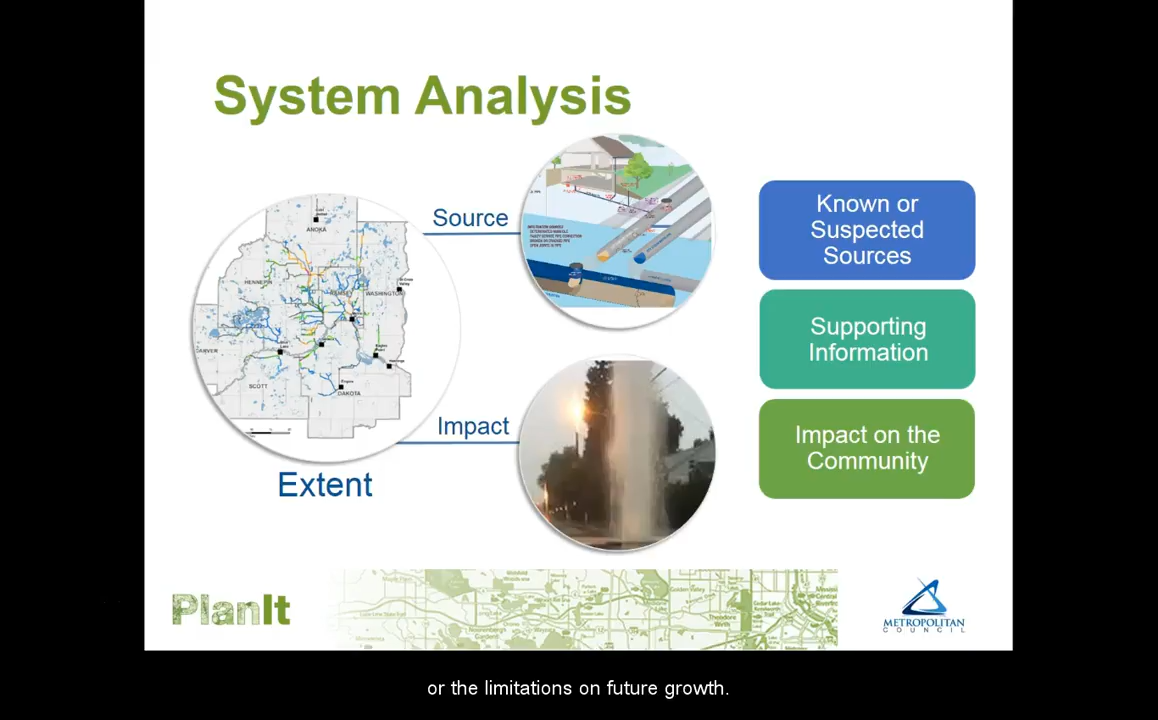 System Analysis
Source
Known or
Suspected
Sources
ANOKA
HENNEPIN
RAMSEY
WASHINGTON
SCOTT
DAKOTA
Supporting
Information
Impact
Impact on the
Community
Extent
PlanIt
METROPOLITAN
COUNCIL
or the limitations on future growth.